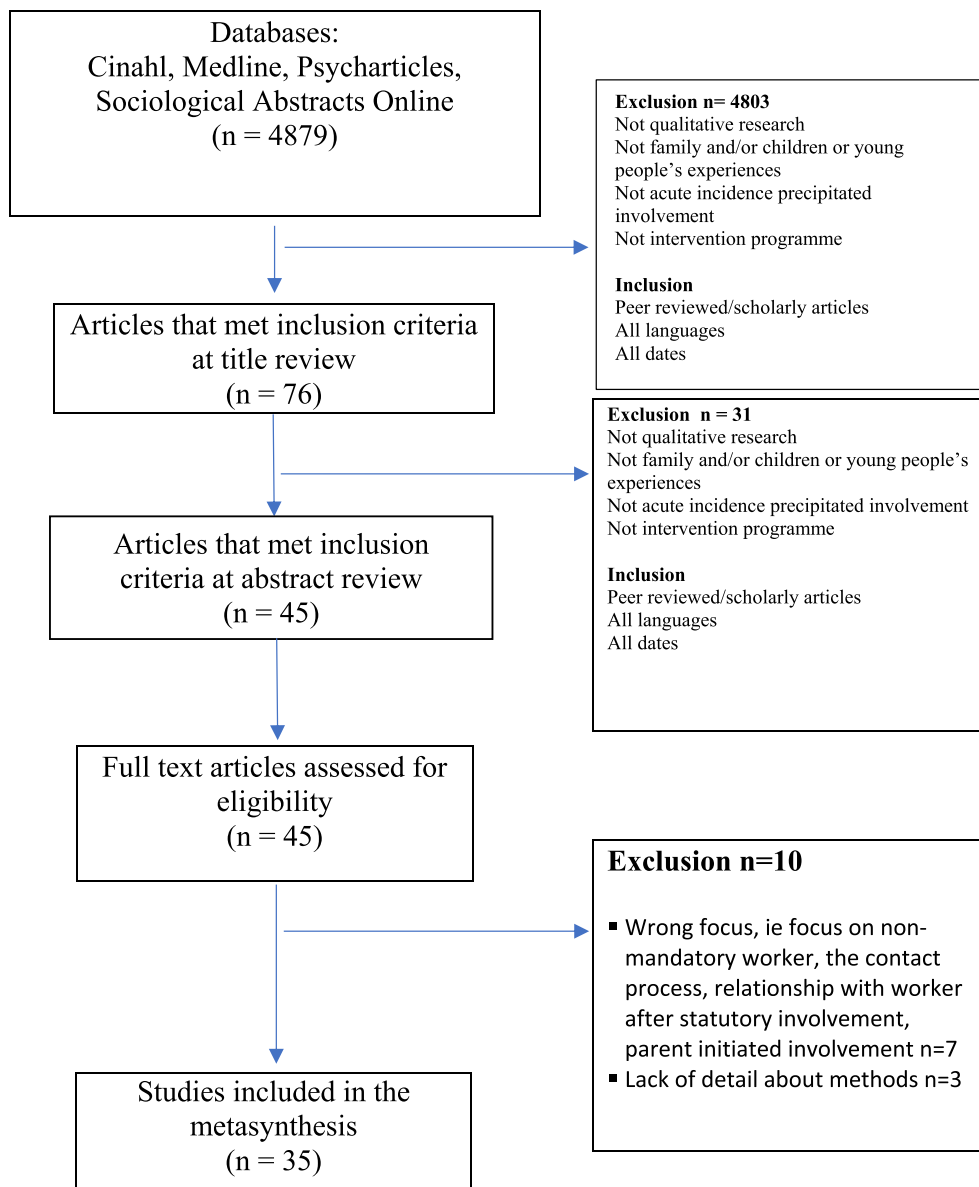 Databases:
Cinahl, Medline, Psycharticles,
Sociological Abstracts Online
(n = 4879)
Exclusion n= 4803
Not qualitative research
Not family and/or children or young
people’s experiences
Not acute incidence precipitated
involvement
Not intervention programme
Inclusion
Peer reviewed/scholarly articles
All languages
All dates
Articles that met inclusion criteria
at title review
(n = 76)
Exclusion n = 31
Not qualitative research
Not family and/or children or young people’s
experiences
Not acute incidence precipitated involvement
Not intervention programme
Inclusion
Peer reviewed/scholarly articles
All languages
All dates
Articles that met inclusion
criteria at abstract review
(n = 45)
Full text articles assessed for
eligibility
(n = 45)
Exclusion n=10
▪ Wrong focus, ie focus on non-
mandatory worker, the contact
process, relationship with worker
after statutory involvement,
parent initiated involvement n=7
▪ Lack of detail about methods n=3
Studies included in the
metasynthesis
(n = 35)